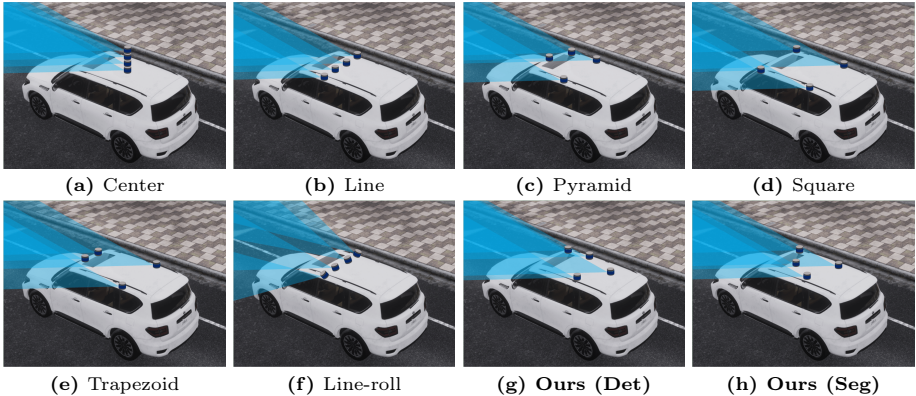 (a) Center
(b) Line
(c) Pyramid
(d) Square
(e) Trapezoid
(f) Line-roll
(g) Ours (Det)
(h) Ours (Seg)